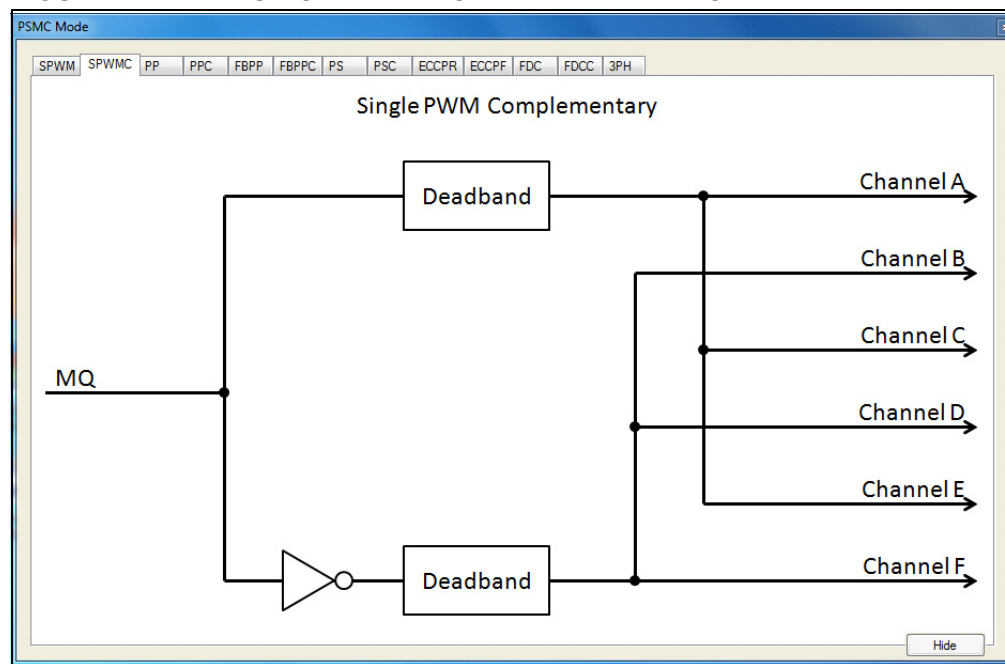 PSMC Mode
SPWM SPWMC PP PPC FBPP FBPPC PS PSC ECCPR ECCPF FDC FDCC 3PH
Single PWM Complementary
Deadband
Channel A
Channel B
Channel C
MQ
Channel D
Channel E
Deadband
Channel F
Hide